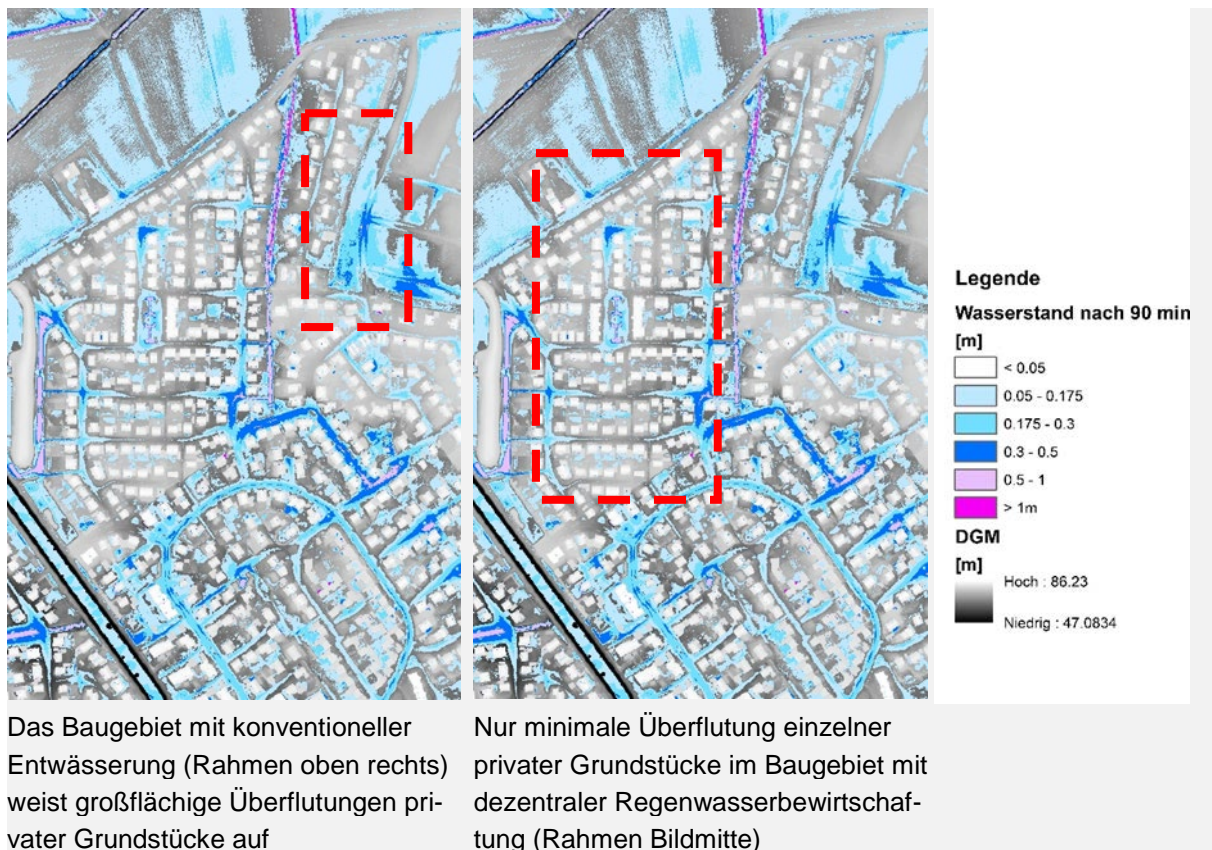 Legende
Wasserstand nach 90 min
[m]
< 0.05
0.05 - 0.175
0.175 - 0.3
0.3 - 0.5
0.5 - 1
> 1m
DGM
[m]
Hoch : 86.23
Niedrig : 47.0834
Das Baugebiet mit konventioneller
Entwässerung (Rahmen oben rechts)
weist großflächige Überflutungen pri-
vater Grundstücke auf
Nur minimale Überflutung einzelner
privater Grundstücke im Baugebiet mit
dezentraler Regenwasserbewirtschaf-
tung (Rahmen Bildmitte)